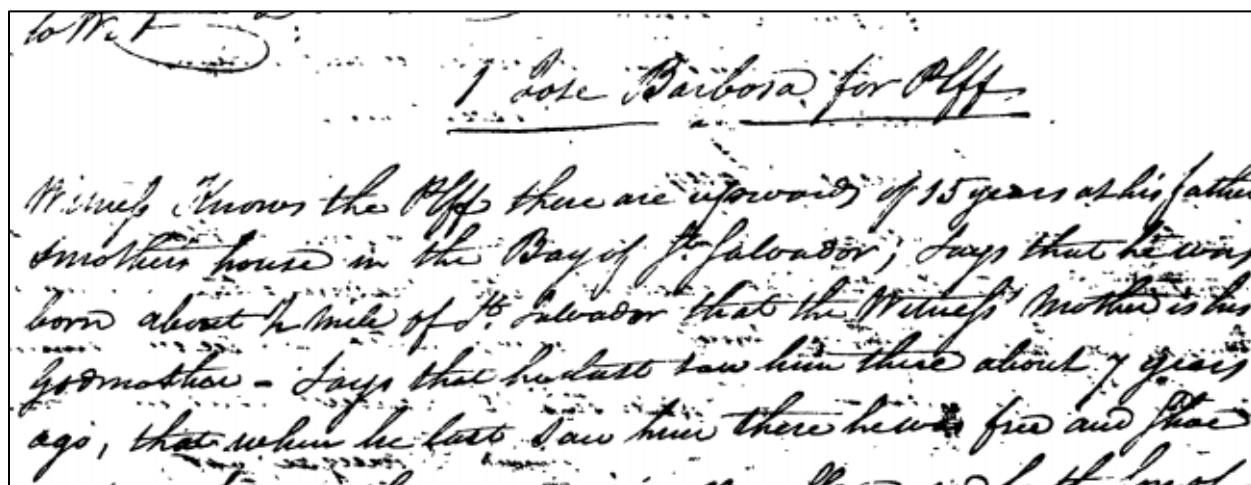 to Wit
1 Jose Barbosa for Plff
Witness Knows the Plff there are upwards of 15 years at his father
smothers house in the Bay of St. Salvador, Says that he was
born about ½ mile of St. Salvador that the Witness' Mother is his
Godmother - Says that he last saw him there about 7 years
ago, that when he last saw him there he was free and